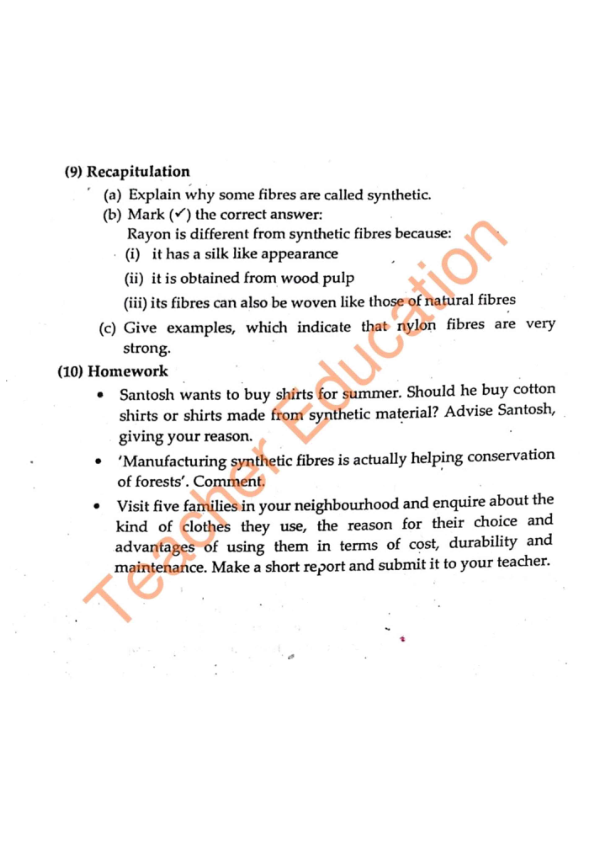 (9) Recapitulation
(a) Explain why some fibres are called synthetic.
(b) Mark (✓) the correct answer:
Rayon is different from synthetic fibres because:
(i) it has a silk like appearance
(ii) it is obtained from wood pulp
(iii) its fibres can also be woven like those of natural fibres
(c) Give examples, which indicate that nylon fibres are very
strong.
(10) Homework
• Santosh wants to buy shirts for summer. Should he buy cotton
shirts or shirts made from synthetic material? Advise Santosh,
giving your reason.
• 'Manufacturing synthetic fibres is actually helping conservation
of forests'. Comment.
• Visit five families in your neighbourhood and enquire about the
kind of clothes they use, the reason for their choice and
advantages of using them in terms of cost, durability and
maintenance. Make a short report and submit it to your teacher.
Teacher Education